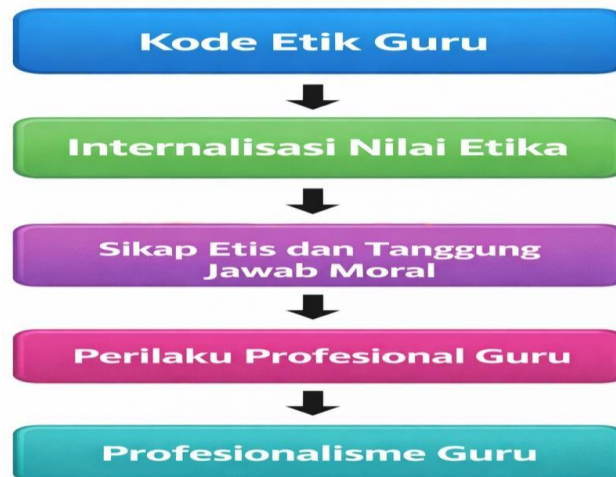 Kode Etik Guru
Internalisasi Nilai Etika
Sikap Etis dan Tanggung
Jawab Moral
Perilaku Profesional Guru
Profesionalisme Guru